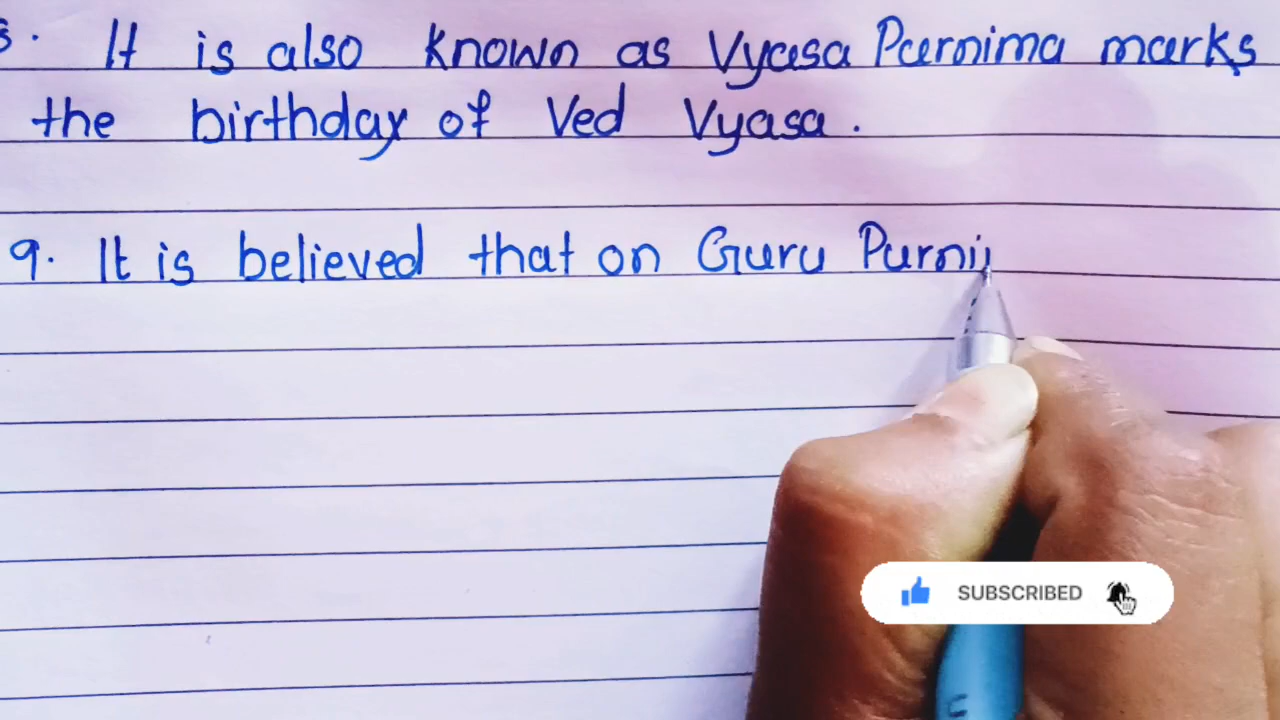 8. It is also known as Vyasa Purnima marks
the birthday of Ved Vyasa.
9. It is believed that on Guru Purni
SUBSCRIBED